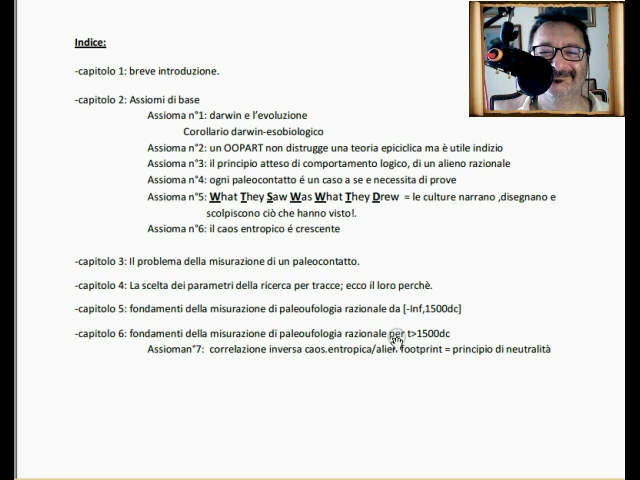 Indice:
-capitolo 1: breve introduzione.
-capitolo 2: Assiomi di base
Assioma n°1: darwin e l'evoluzione
Corollario darwin-esobiologico
Assioma n°2: un OOPART non distrugge una teoria epiciclica ma è utile indizio
Assioma n°3: il principio atteso di comportamento logico, di un alieno razionale
Assioma n°4: ogni paleocontatto é un caso a se e necessita di prove
Assioma n°5: What They Saw Was What They Drew = le culture narrano ,disegnano e
scolpiscono ciò che hanno visto!.
Assioma n°6: il caos entropico é crescente
-capitolo 3: Il problema della misurazione di un paleocontatto.
-capitolo 4: La scelta dei parametri della ricerca per tracce; ecco il loro perchè.
-capitolo 5: fondamenti della misurazione di paleoufologia razionale da [-Inf,1500dc]
-capitolo 6: fondamenti della misurazione di paleoufologia razionale per t>1500dc
Assioman°7: correlazione inversa caos.entropica/alien footprint = principio di neutralità